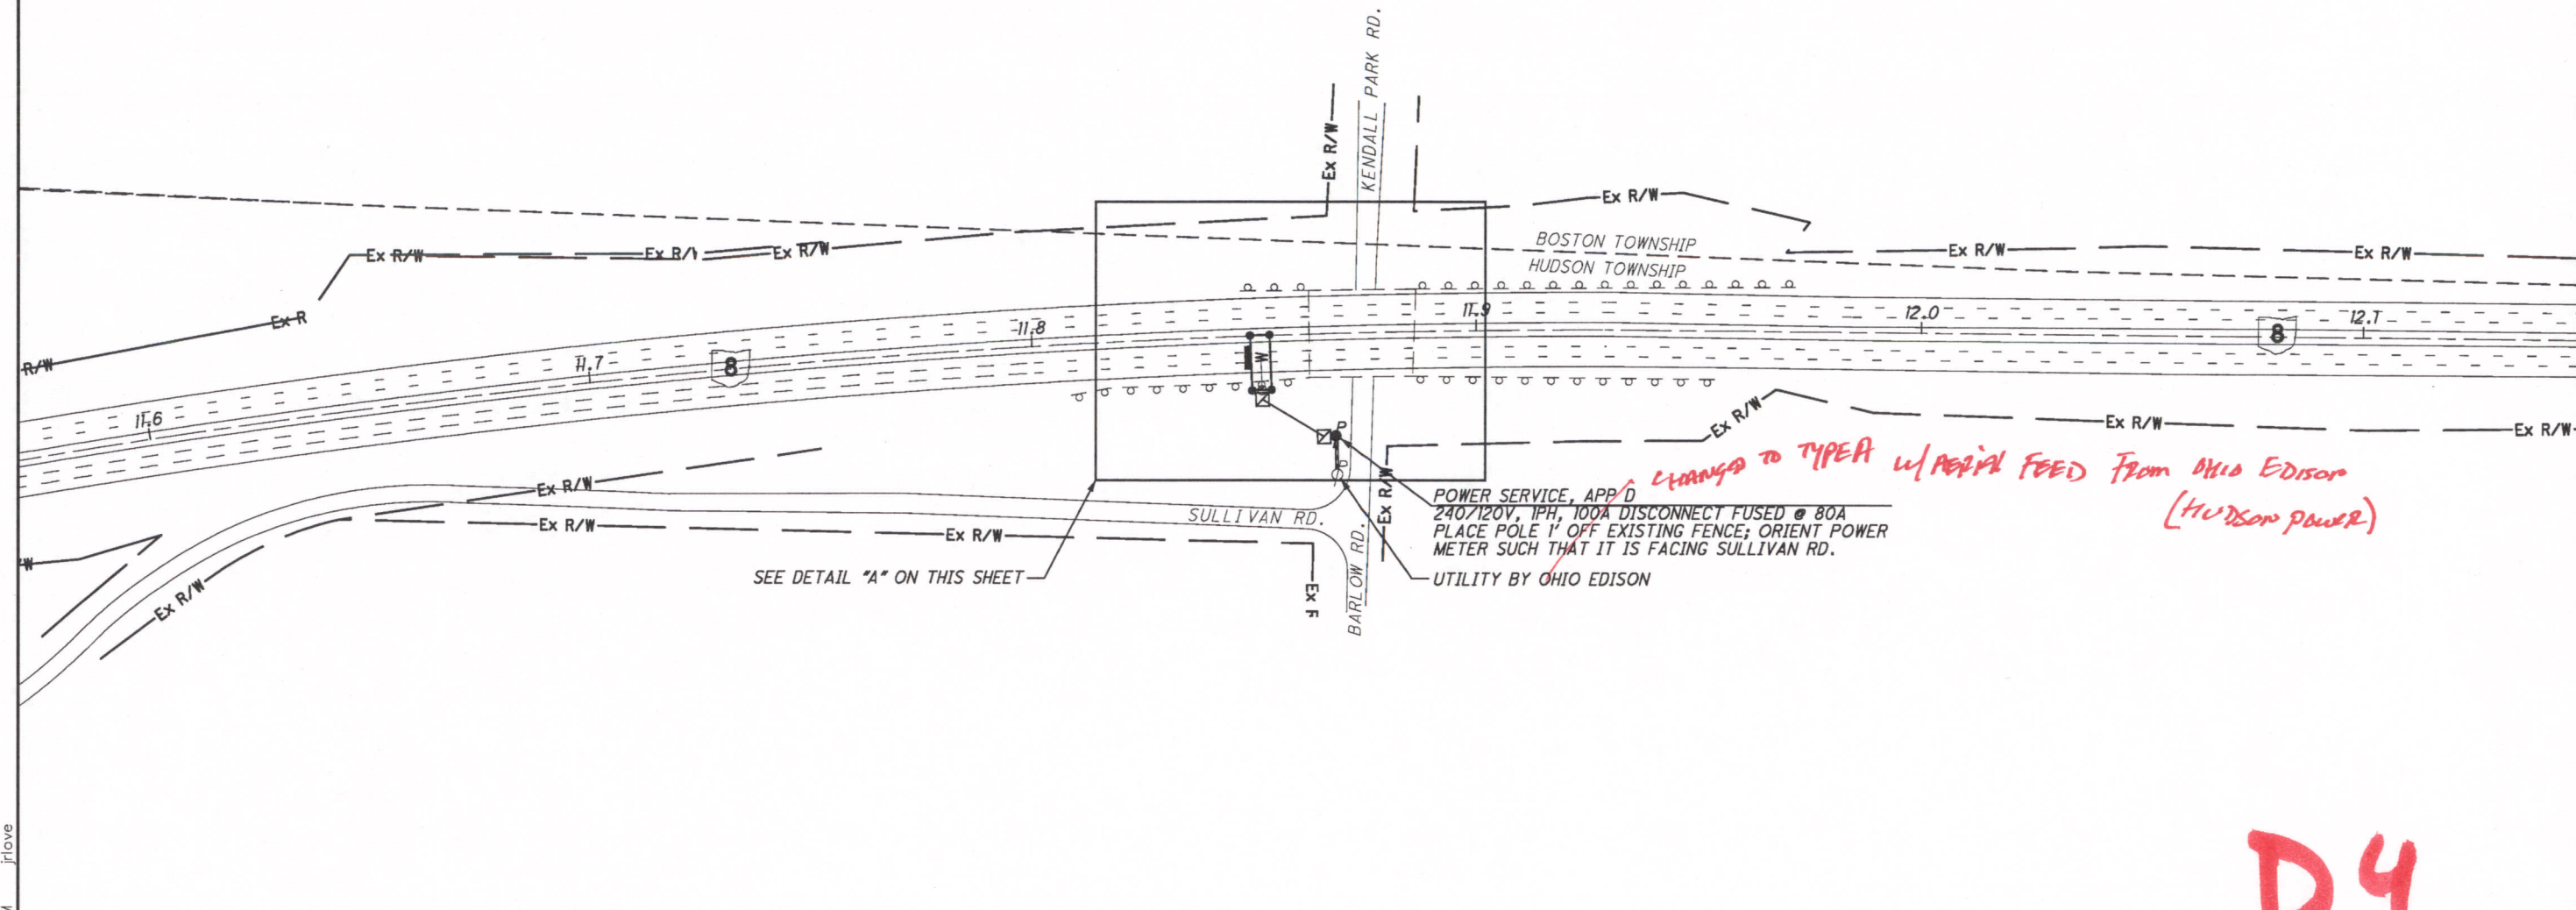 KENDALL PARK RD.
Ex R/W
Ex R/W
BOSTON TOWNSHIP
HUDSON TOWNSHIP
Ex R/W
Ex R/W
Ex R/W
Ex R/
Ex R/W
Ex R
R/W
11.6
11.7
8
11.8
11.9
12.0
8
12.1
W
P
P
Ex R/W
Ex R/W
Ex R/W
Ex R/W
CHANGED TO TYPE A W/ AERIAL FEED FROM OHIO EDISON
(HUDSON POWER)
POWER SERVICE, APP D
240/120V, 1PH, 100A DISCONNECT FUSED @ 80A
PLACE POLE 1' OFF EXISTING FENCE; ORIENT POWER
METER SUCH THAT IT IS FACING SULLIVAN RD.
UTILITY BY OHIO EDISON
Ex R/W
SULLIVAN RD.
Ex R/W
Ex R/W
W
Ex R/W
SEE DETAIL "A" ON THIS SHEET
BARLOW RD.
jrlove
D4